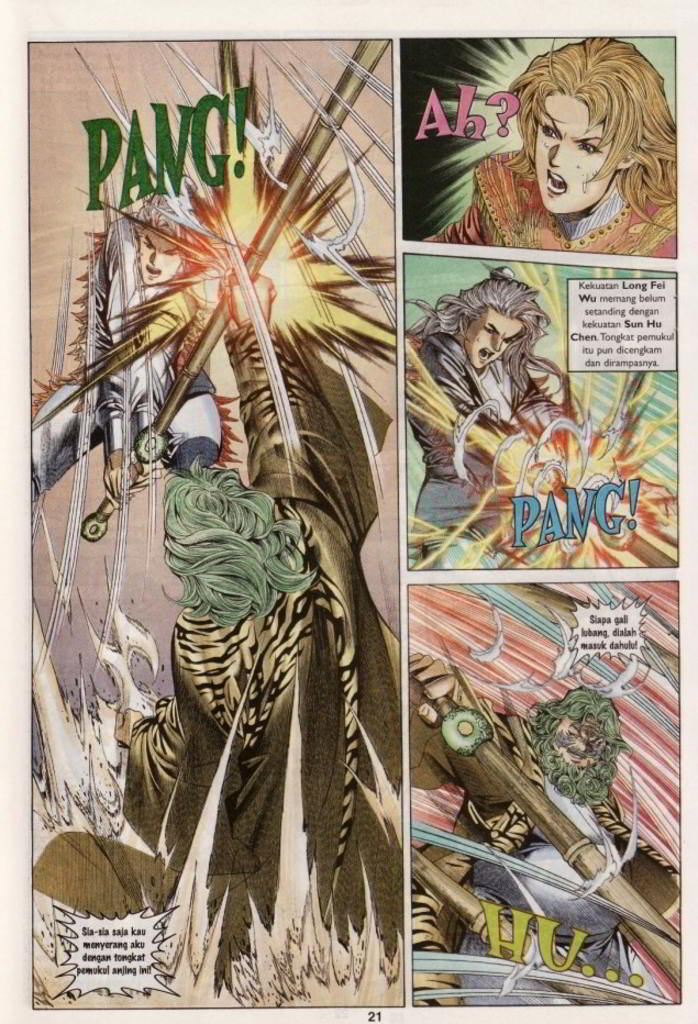 PANG!
Sia-sia saja kau
menyerang aku
dengan tongkat
pemukul anjing ini!
Ah?
Kekuatan Long Fei
Wu memang belum
setanding dengan
kekuatan Sun Hu
Chen. Tongkat pemukul
itu pun dicengkam
dan dirampasnya.
PANG!
Siapa gali
lubang, dialah
masuk dahulu!
HU...
21